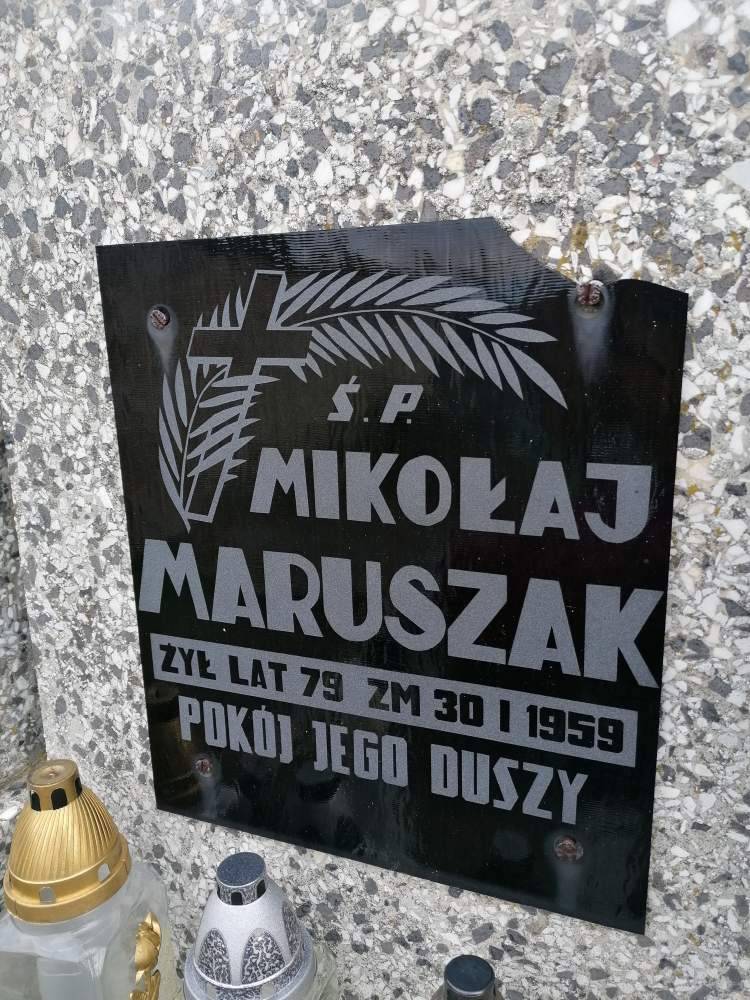 Ś.P.
MIKOŁAJ
MARUSZAK
ŻYŁ LAT 79 ZM 30 I 1959
POKÓJ JEGO DUSZY